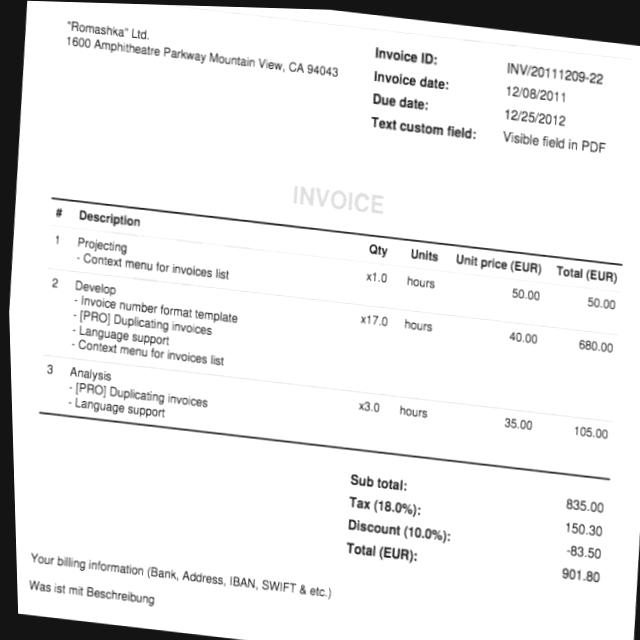 "Romashka" Ltd.
1600 Amphitheatre Parkway Mountain View, CA 94043
Invoice ID: INV/20111209-22
Invoice date: 12/08/2011
Due date: 12/25/2012
Text custom field: Visible field in PDF
INVOICE
# Description Qty Units Unit price (EUR) Total (EUR)
1 Projecting x1.0 hours 50.00 50.00
- Context menu for invoices list
2 Develop x17.0 hours 40.00 680.00
- Invoice number format template
- [PRO] Duplicating invoices
- Language support
- Context menu for invoices list
3 Analysis x3.0 hours 35.00 105.00
- [PRO] Duplicating invoices
- Language support
Sub total: 835.00
Tax (18.0%): 150.30
Discount (10.0%): -83.50
Total (EUR): 901.80
Your billing information (Bank, Address, IBAN, SWIFT & etc.)
Was ist mit Beschreibung